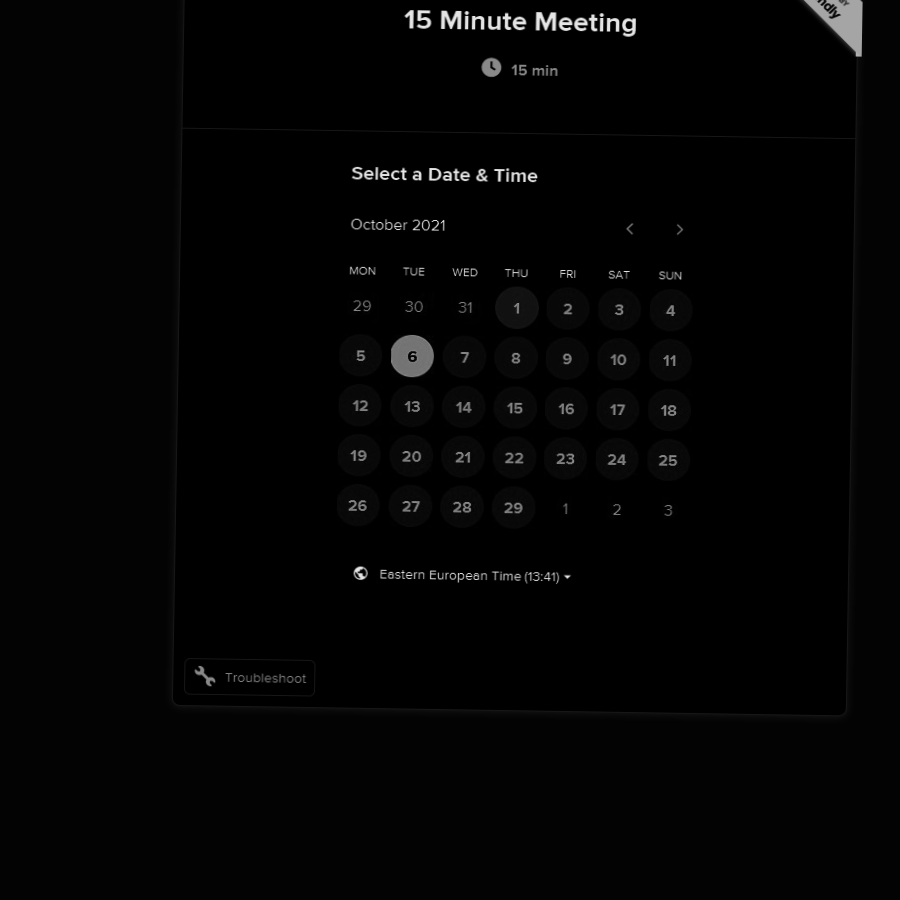 15 Minute Meeting
15 min
Select a Date & Time
October 2021
MON TUE WED THU FRI SAT SUN
29 30 31 1 2 3 4
5 6 7 8 9 10 11
12 13 14 15 16 17 18
19 20 21 22 23 24 25
26 27 28 29 1 2 3
Eastern European Time (13:41)
Troubleshoot